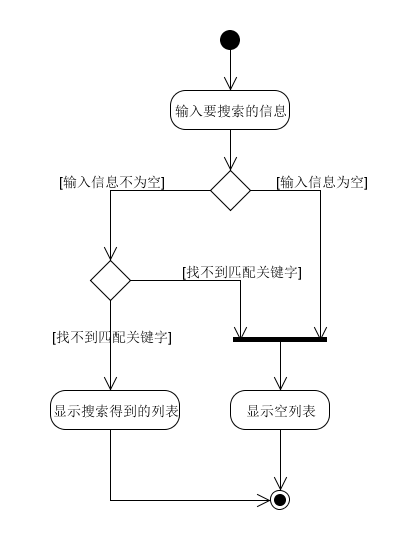 输入要搜索的信息
[输入信息不为空]
[输入信息为空]
[找不到匹配关键字]
[找不到匹配关键字]
显示搜索得到的列表
显示空列表